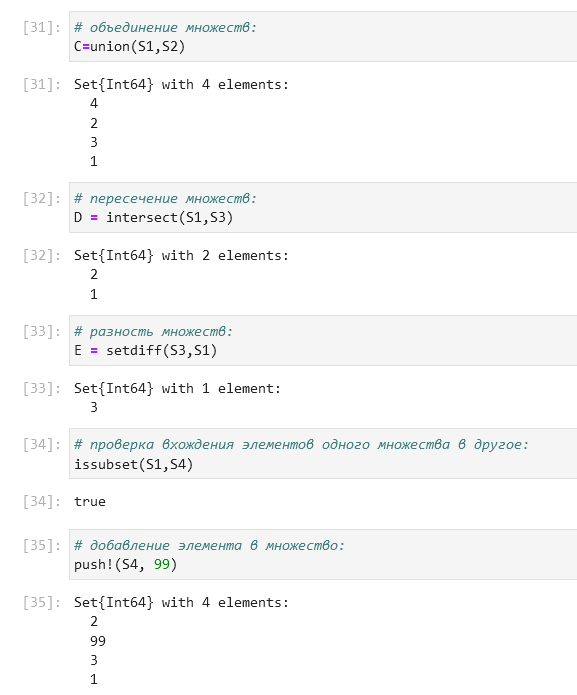 [31]: # объединение множеств:
C=union(S1,S2)
[31]: Set{Int64} with 4 elements:
4
2
3
1
[32]: # пересечение множеств:
D = intersect(S1,S3)
[32]: Set{Int64} with 2 elements:
2
1
[33]: # разность множеств:
E = setdiff(S3,S1)
[33]: Set{Int64} with 1 element:
3
[34]: # проверка вхождения элементов одного множества в другое:
issubset(S1,S4)
[34]: true
[35]: # добавление элемента в множество:
push!(S4, 99)
[35]: Set{Int64} with 4 elements:
2
99
3
1